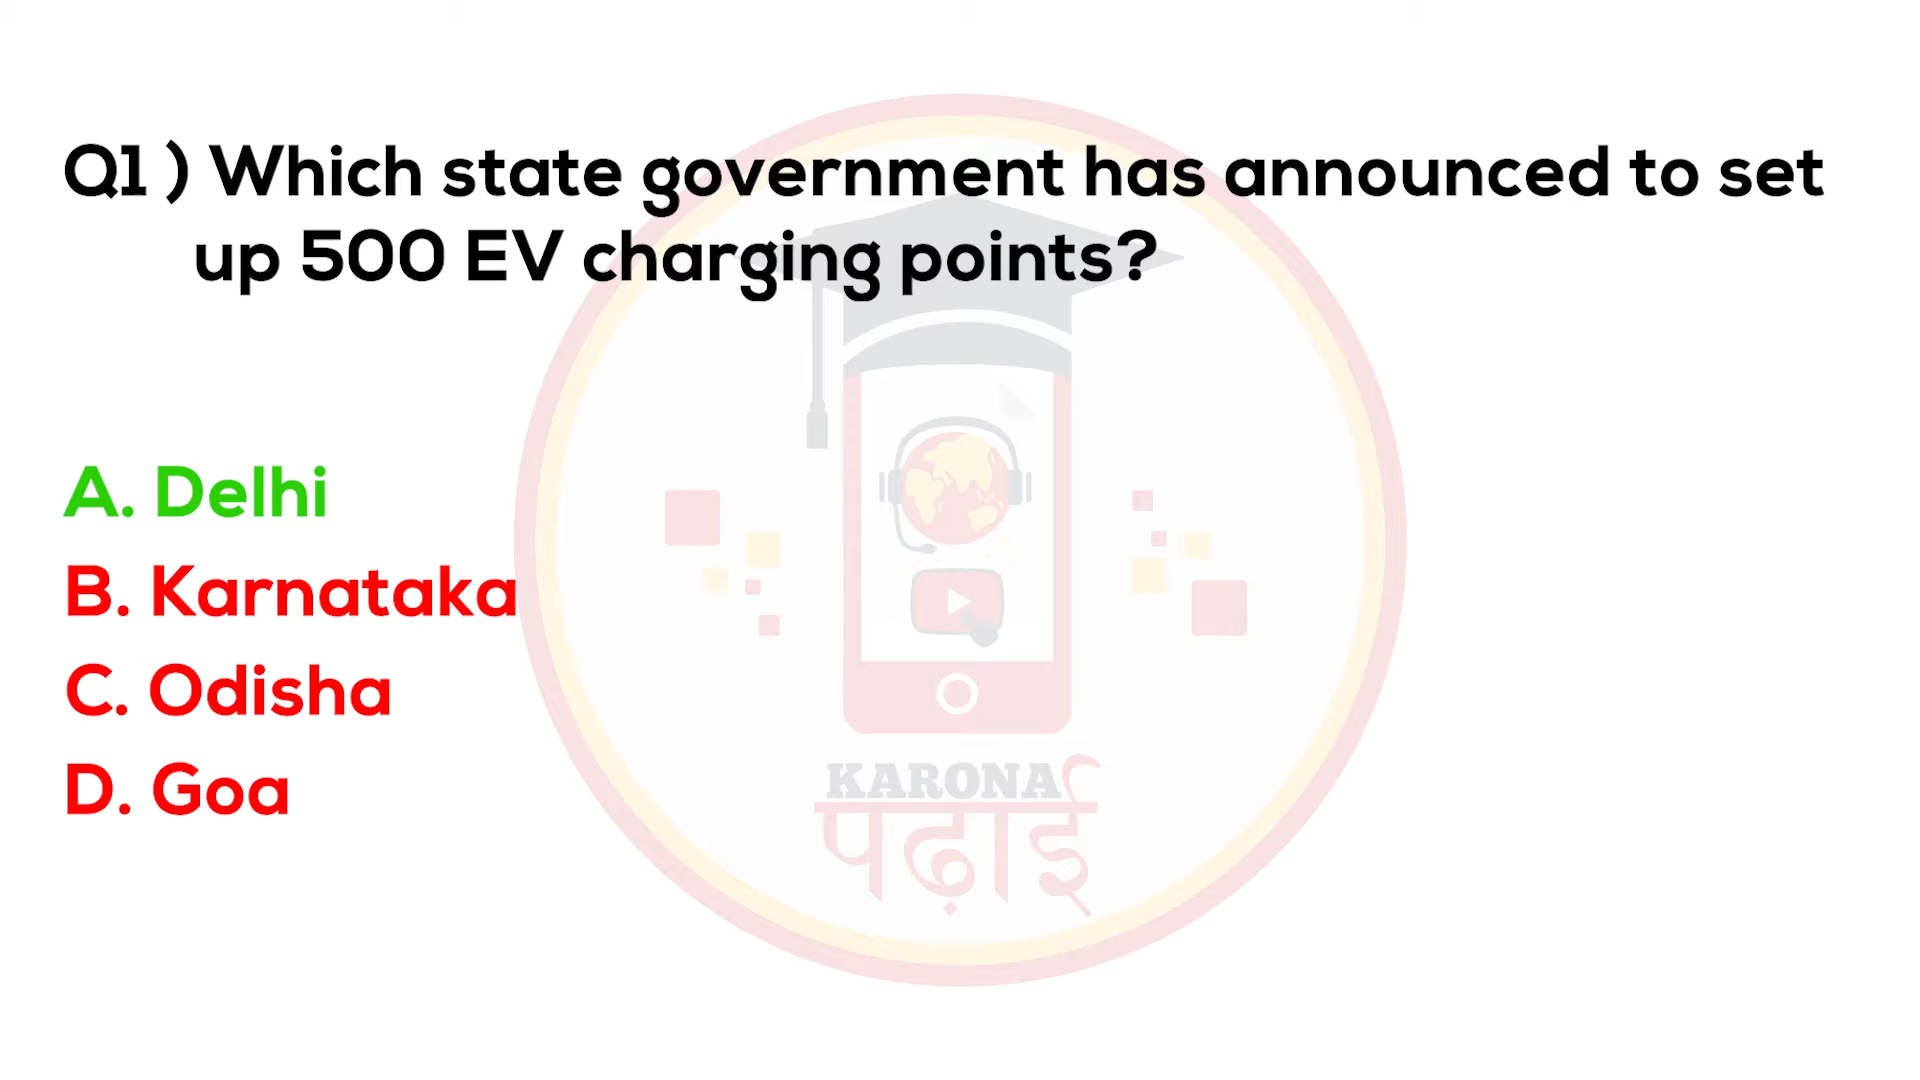 Q1 ) Which state government has announced to set
up 500 EV charging points?
A. Delhi
B. Karnataka
C. Odisha
D. Goa
KARONA
पढ़ाई